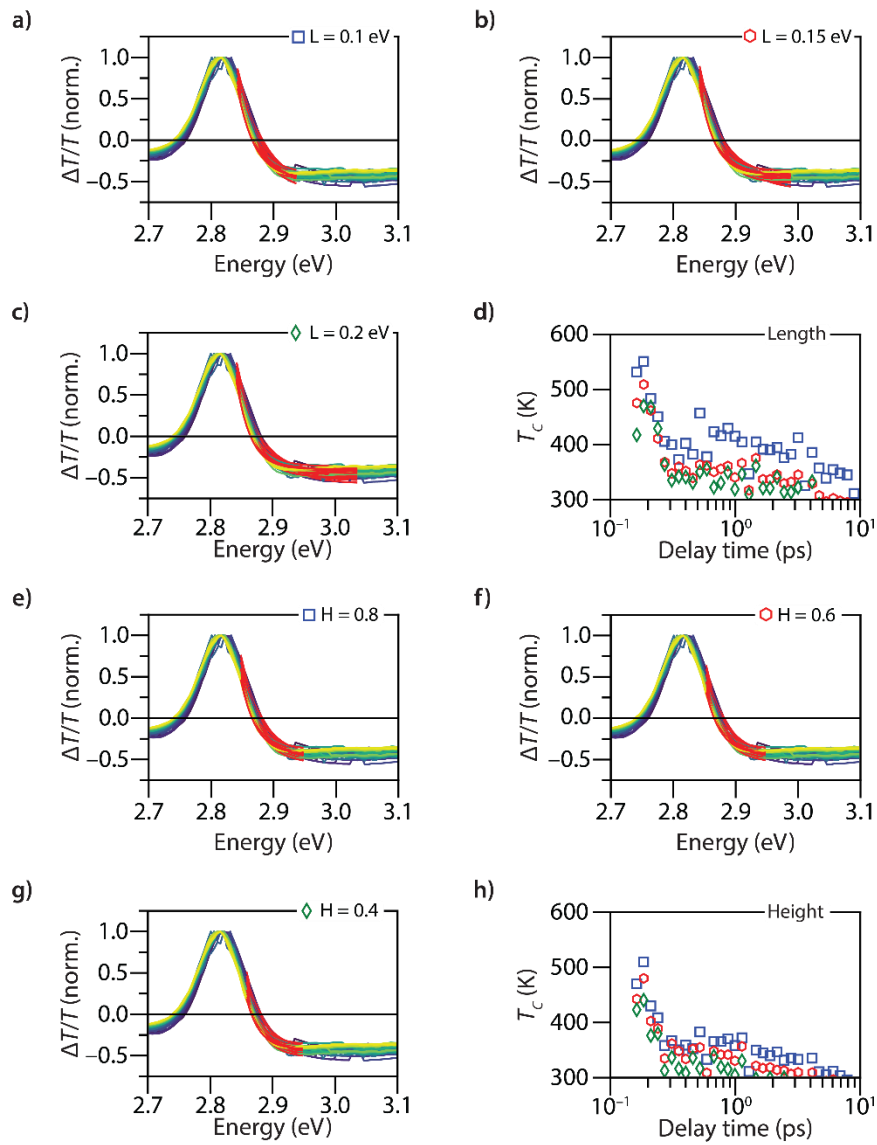 a)
L = 0.1 eV
ΔT/T (norm.)
1.0
0.5
0.0
−0.5
2.7 2.8 2.9 3.0 3.1
Energy (eV)
b)
L = 0.15 eV
ΔT/T (norm.)
1.0
0.5
0.0
−0.5
2.7 2.8 2.9 3.0 3.1
Energy (eV)
c)
L = 0.2 eV
ΔT/T (norm.)
1.0
0.5
0.0
−0.5
2.7 2.8 2.9 3.0 3.1
Energy (eV)
d)
Length
T_c (K)
600
500
400
300
10⁻¹ 10⁰ 10¹
Delay time (ps)
e)
H = 0.8
ΔT/T (norm.)
1.0
0.5
0.0
−0.5
2.7 2.8 2.9 3.0 3.1
Energy (eV)
f)
H = 0.6
ΔT/T (norm.)
1.0
0.5
0.0
−0.5
2.7 2.8 2.9 3.0 3.1
Energy (eV)
g)
H = 0.4
ΔT/T (norm.)
1.0
0.5
0.0
−0.5
2.7 2.8 2.9 3.0 3.1
Energy (eV)
h)
Height
T_c (K)
600
500
400
300
10⁻¹ 10⁰ 10¹
Delay time (ps)